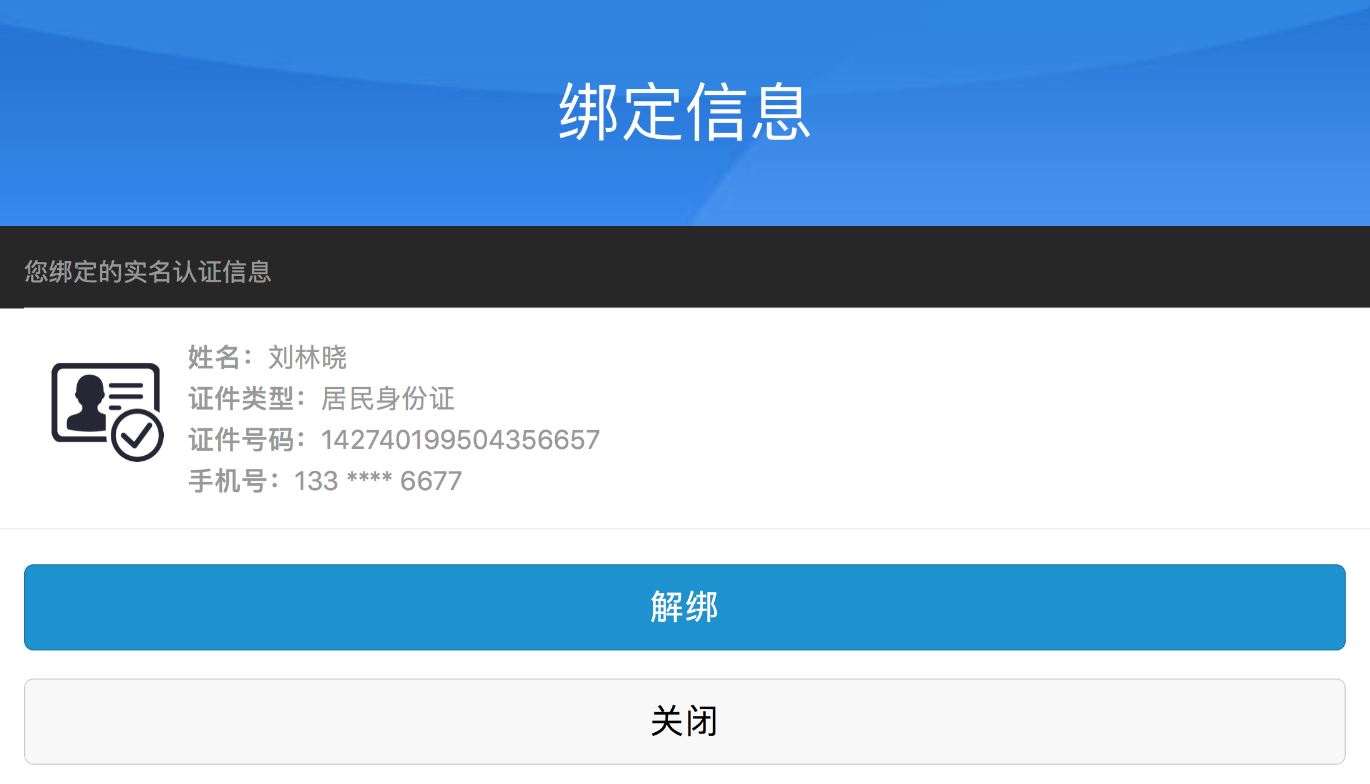 绑定信息
您绑定的实名认证信息
姓名：刘林晓
证件类型：居民身份证
证件号码：142740199504356657
手机号：133 **** 6677
解绑
关闭